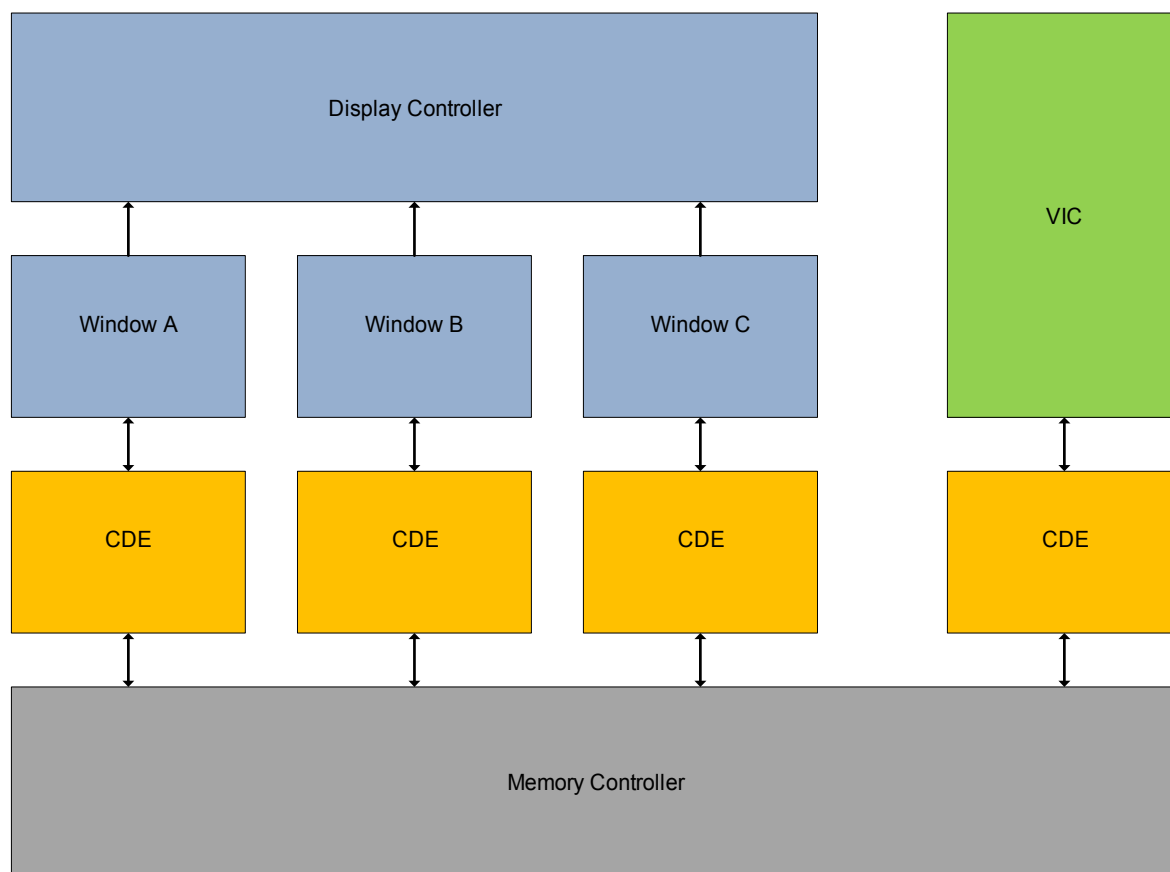 Display Controller
VIC
Window A
Window B
Window C
CDE
CDE
CDE
CDE
Memory Controller